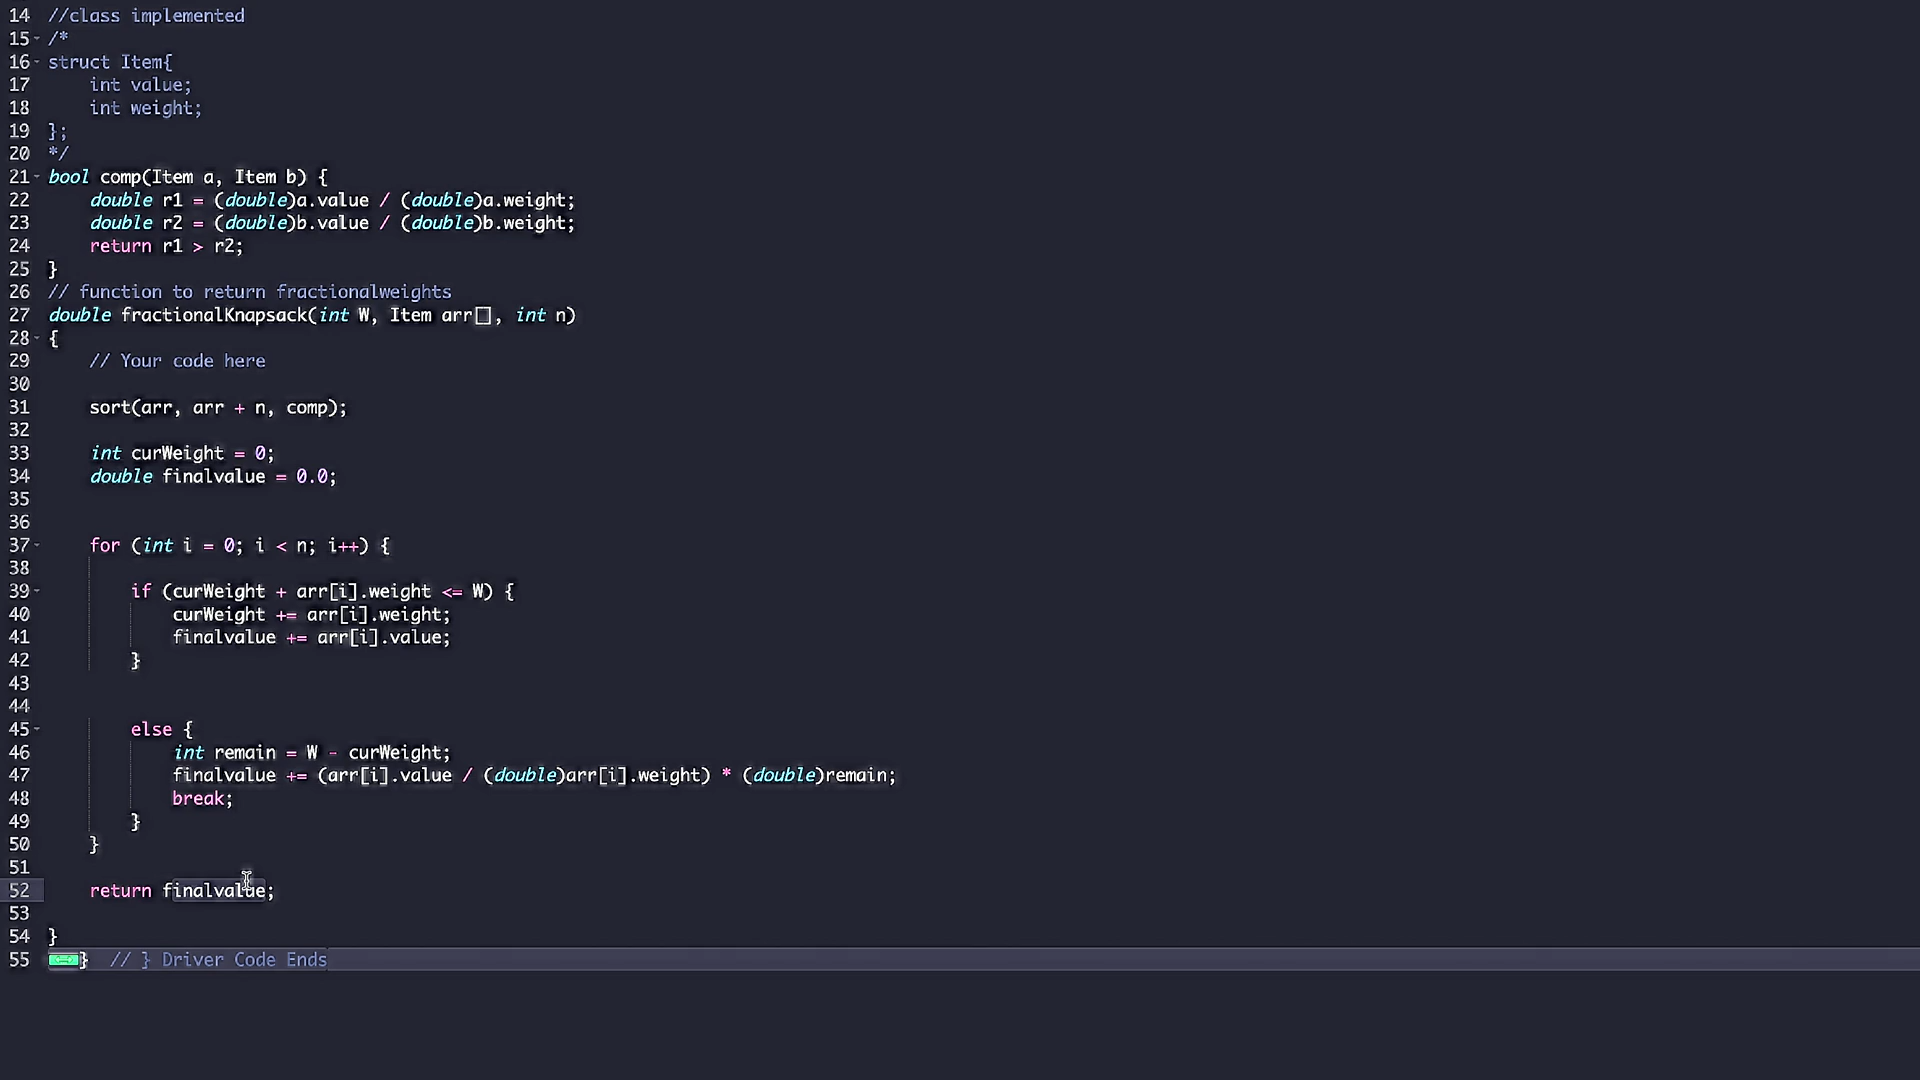 14 //class implemented
15 /*
16 struct Item{
17     int value;
18     int weight;
19 };
20 */
21 bool comp(Item a, Item b) {
22     double r1 = (double)a.value / (double)a.weight;
23     double r2 = (double)b.value / (double)b.weight;
24     return r1 > r2;
25 }
26 // function to return fractionalweights
27 double fractionalKnapsack(int W, Item arr[], int n)
28 {
29     // Your code here
30
31     sort(arr, arr + n, comp);
32
33     int curWeight = 0;
34     double finalvalue = 0.0;
35
36
37     for (int i = 0; i < n; i++) {
38
39         if (curWeight + arr[i].weight <= W) {
40             curWeight += arr[i].weight;
41             finalvalue += arr[i].value;
42         }
43
44
45         else {
46             int remain = W - curWeight;
47             finalvalue += (arr[i].value / (double)arr[i].weight) * (double)remain;
48             break;
49         }
50     }
51
52     return finalvalue;
53
54 }
55 }  // } Driver Code Ends